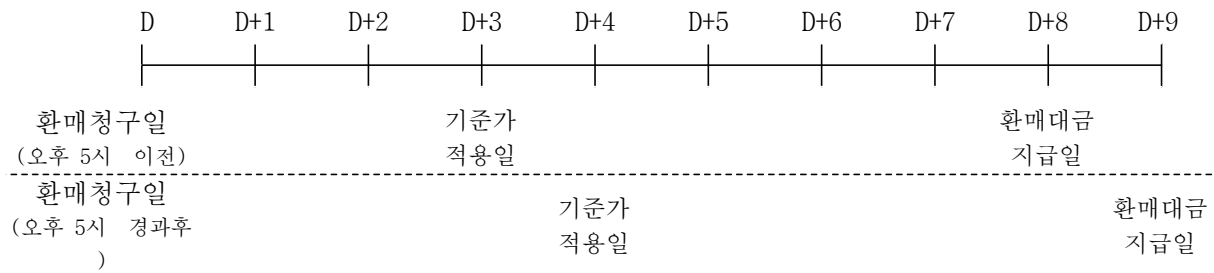 D D+1 D+2 D+3 D+4 D+5 D+6 D+7 D+8 D+9
환매청구일 기준가 환매대금
(오후 5시 이전) 적용일 지급일
환매청구일 기준가 환매대금
(오후 5시 경과후 적용일 지급일
)